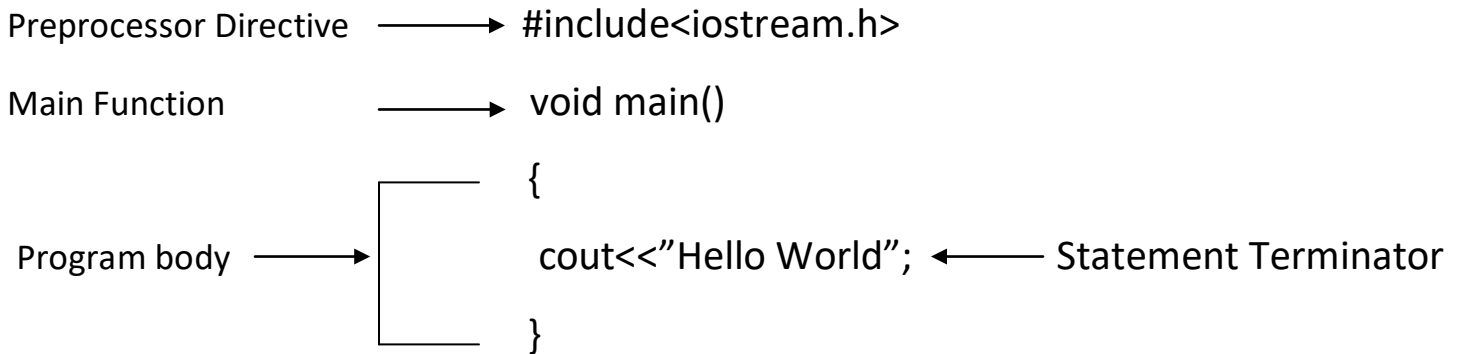 Preprocessor Directive #include<iostream.h>
Main Function void main()
{
Program body cout<<”Hello World”; Statement Terminator
}